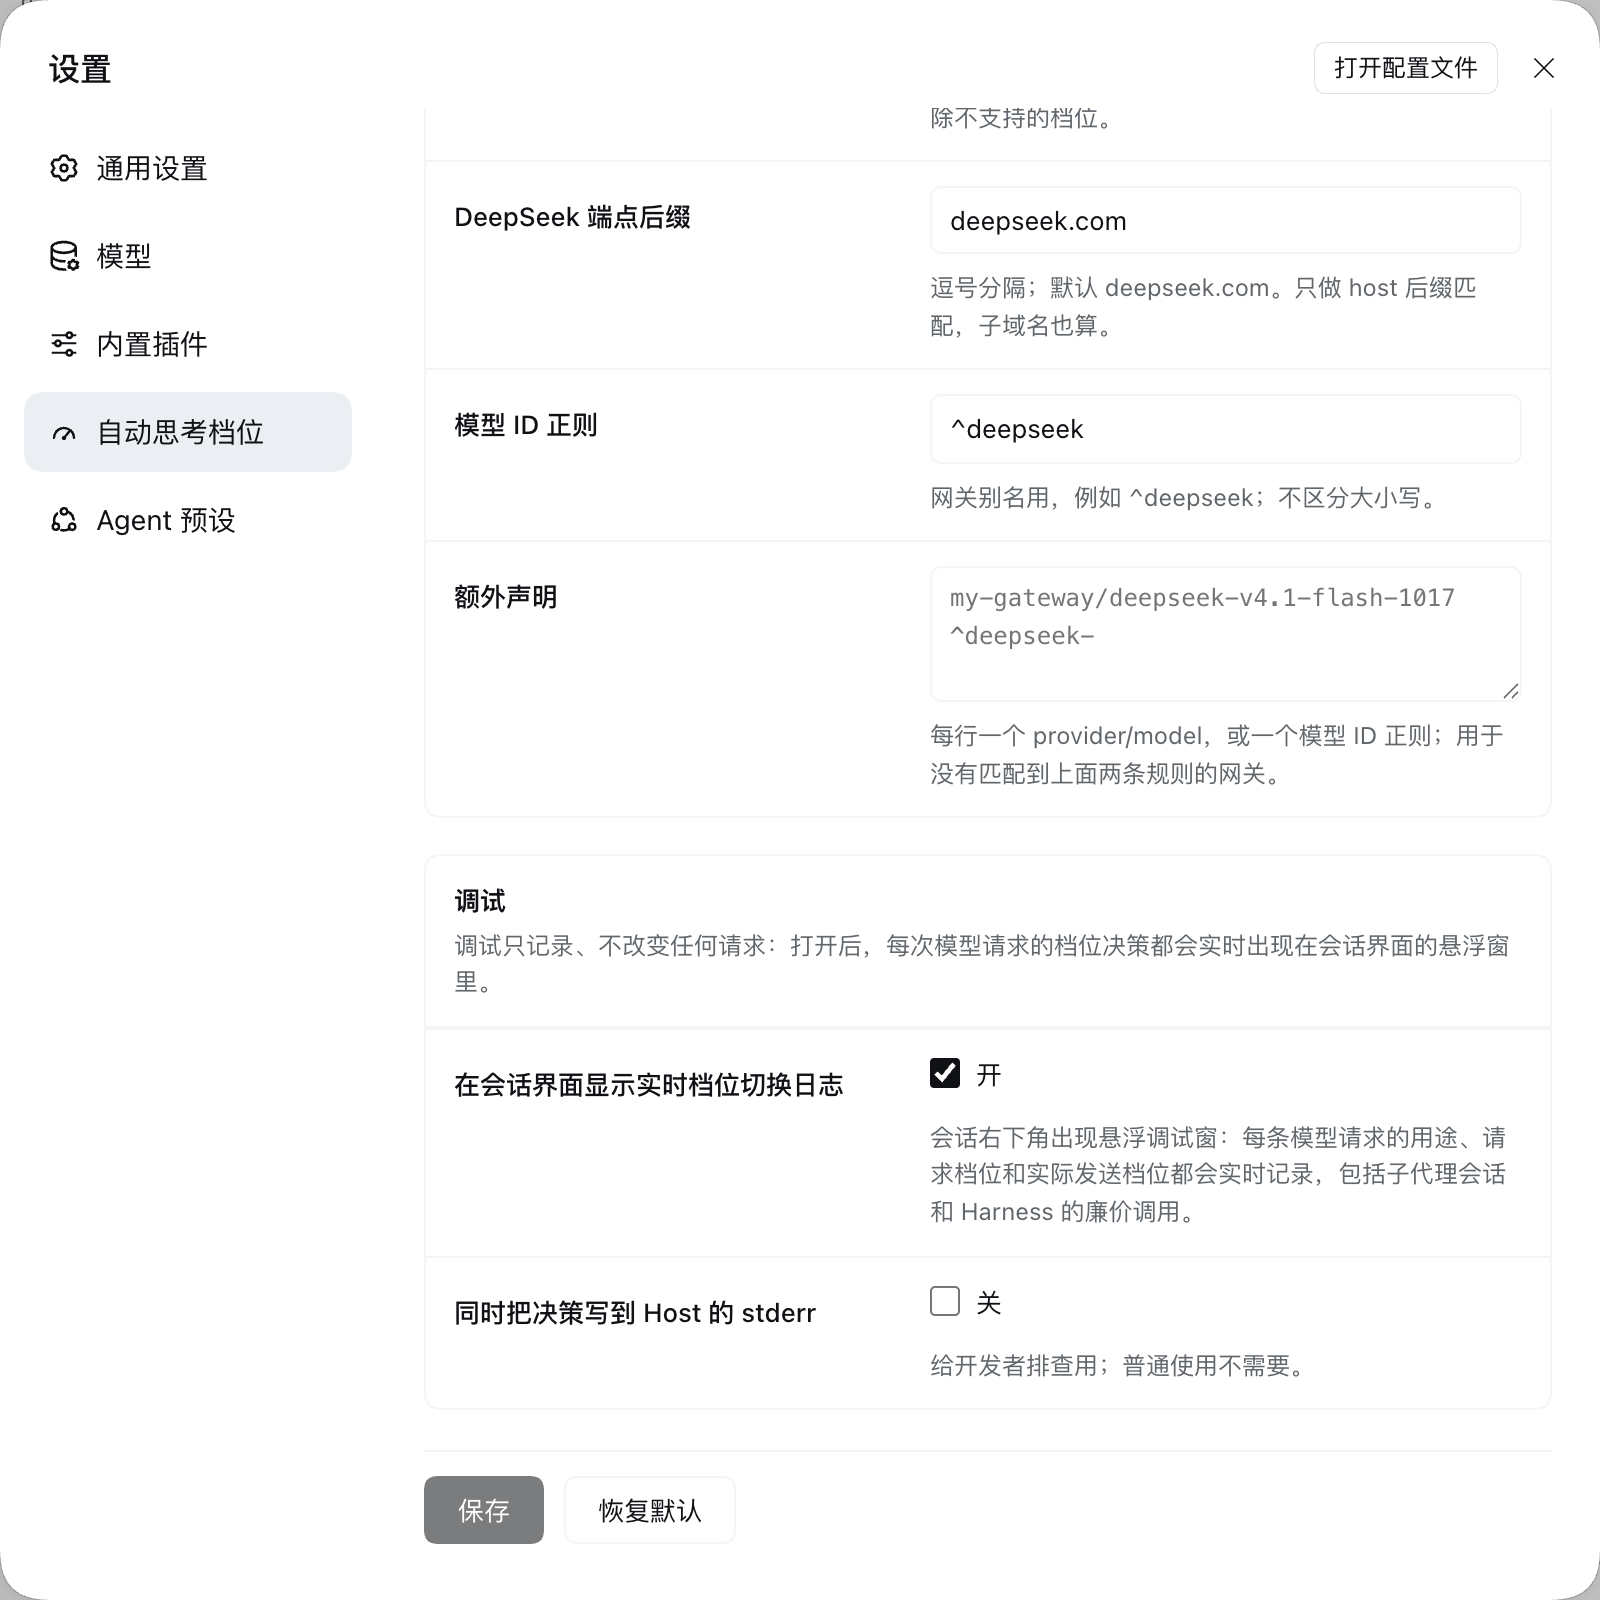 设置
打开配置文件
通用设置
模型
内置插件
自动思考档位
Agent 预设
除不支持的档位。
DeepSeek 端点后缀
deepseek.com
逗号分隔；默认 deepseek.com。只做 host 后缀匹
配，子域名也算。
模型 ID 正则
^deepseek
网关别名用，例如 ^deepseek；不区分大小写。
额外声明
my-gateway/deepseek-v4.1-flash-1017
^deepseek-
每行一个 provider/model，或一个模型 ID 正则；用于
没有匹配到上面两条规则的网关。
调试
调试只记录、不改变任何请求：打开后，每次模型请求的档位决策都会实时出现在会话界面的悬浮窗
里。
在会话界面显示实时档位切换日志
开
会话右下角出现悬浮调试窗：每条模型请求的用途、请
求档位和实际发送档位都会实时记录，包括子代理会话
和 Harness 的廉价调用。
同时把决策写到 Host 的 stderr
关
给开发者排查用；普通使用不需要。
保存
恢复默认